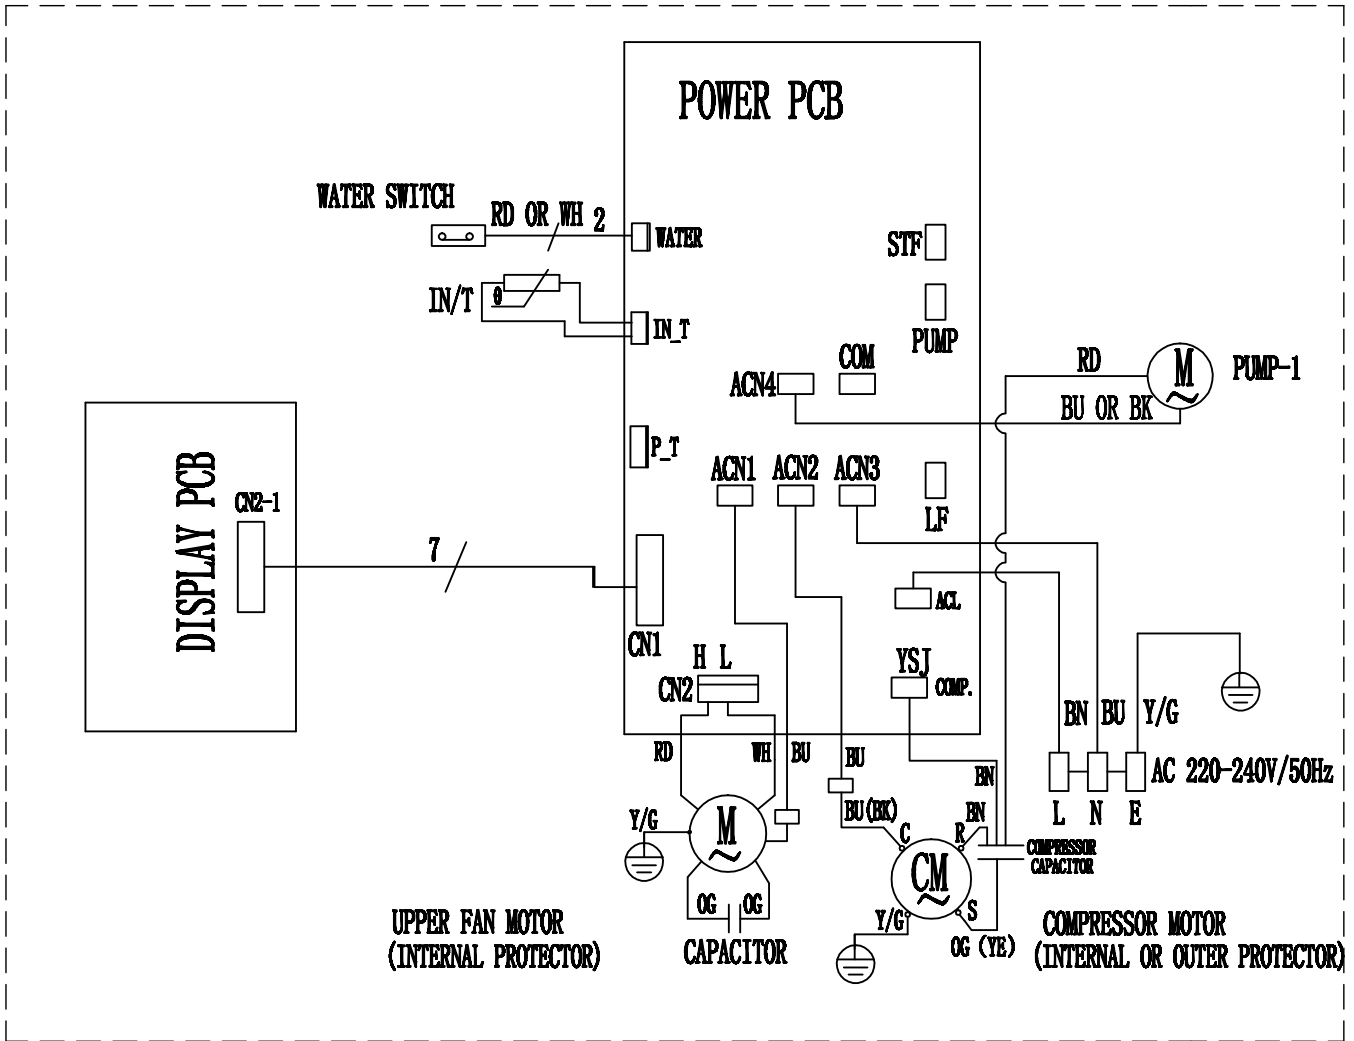 POWER PCB
WATER SWITCH
RD OR WH 2
WATER
STF
IN/T
θ
IN_T
PUMP
COM
ACN4
RD
M
PUMP-1
BU OR BK
P_T
ACN1
ACN2
ACN3
LF
DISPLAY PCB
CN2-1
7
CN1
ACL
H L
CN2
YSJ
COMP.
BN
BU
Y/G
RD
WH
BU
BU
BN
AC 220-240V/50Hz
L
N
E
Y/G
M
BU(BK)
C
R
BN
COMPRESSOR
CAPACITOR
CM
OG
OG
Y/G
S
OG (YE)
CAPACITOR
UPPER FAN MOTOR
(INTERNAL PROTECTOR)
COMPRESSOR MOTOR
(INTERNAL OR OUTER PROTECTOR)